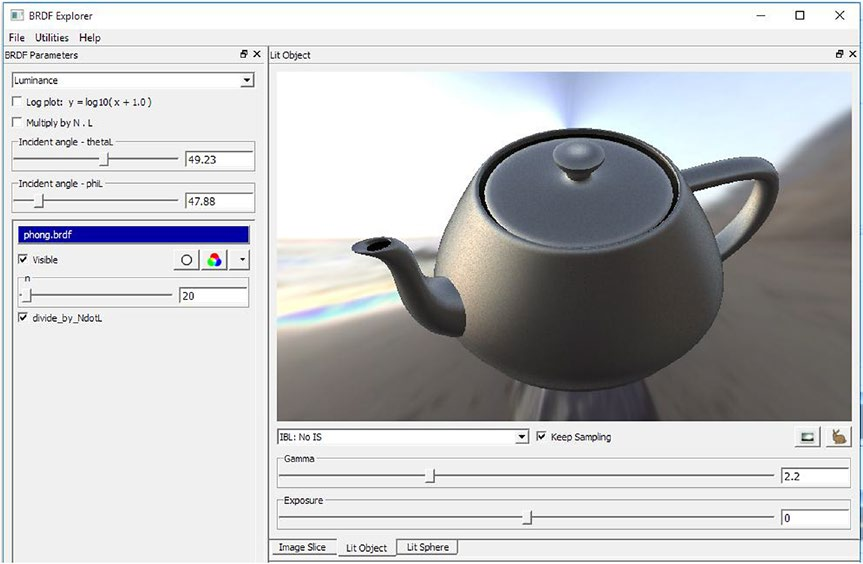 BRDF Explorer
File Utilities Help
BRDF Parameters
Luminance
Log plot: y = log10( x + 1.0 )
Multiply by N . L
Incident angle - thetaL
49.23
Incident angle - phiL
47.88
phong.brdf
Visible
n
20
divide_by_NdotL
Lit Object
IBL: No IS
Keep Sampling
Gamma
2.2
Exposure
0
Image Slice
Lit Object
Lit Sphere